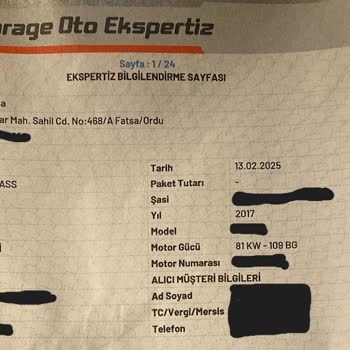 rage Oto Ekspertiz
Sayfa : 1 / 24
EKSPERTİZ BİLGİLENDİRME SAYFASI
sa
ar Mah. Sahil Cd. No:468/A Fatsa/Ordu
Tarih 13.02.2025
Paket Tutarı -
ASS
Şasi
Yıl 2017
Model
Motor Gücü 81 KW - 109 BG
Motor Numarası
ALICI MÜŞTERİ BİLGİLERİ
Ad Soyad
TC/Vergi/Mersis
Telefon